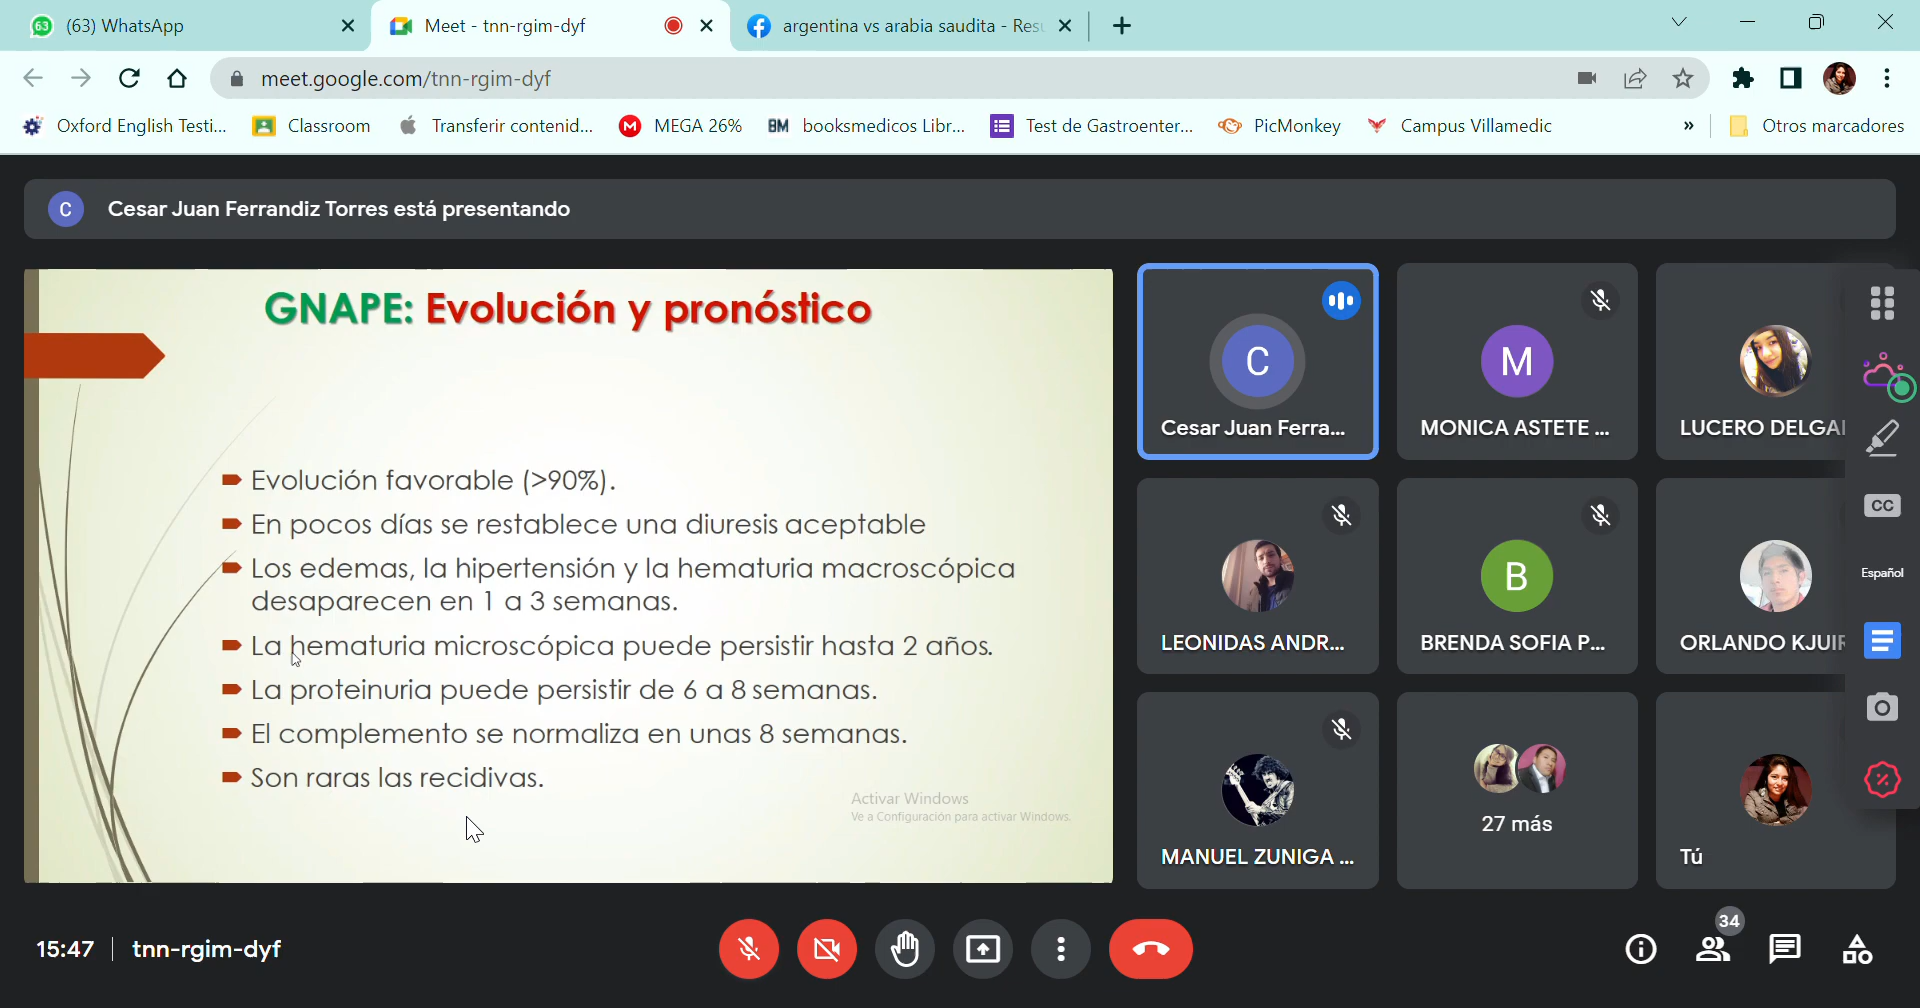 63
(63) WhatsApp
Meet - tnn-rgim-dyf
argentina vs arabia saudita - Resu
meet.google.com/tnn-rgim-dyf
Oxford English Testi...
Classroom
Transferir contenid...
MEGA 26%
BM booksmedicos Libr...
Test de Gastroenter...
PicMonkey
Campus Villamedic
»
Otros marcadores
C
Cesar Juan Ferrandiz Torres está presentando
GNAPE: Evolución y pronóstico
Evolución favorable (>90%).
En pocos días se restablece una diuresis aceptable
Los edemas, la hipertensión y la hematuria macroscópica
desaparecen en 1 a 3 semanas.
La hematuria microscópica puede persistir hasta 2 años.
La proteinuria puede persistir de 6 a 8 semanas.
El complemento se normaliza en unas 8 semanas.
Son raras las recidivas.
Activar Windows
Ve a Configuración para activar Windows.
C
Cesar Juan Ferra...
M
MONICA ASTETE ...
LUCERO DELGA
LEONIDAS ANDR...
B
BRENDA SOFIA P...
ORLANDO KJUIR
MANUEL ZUNIGA ...
27 más
Tú
CC
Español
15:47
tnn-rgim-dyf
34